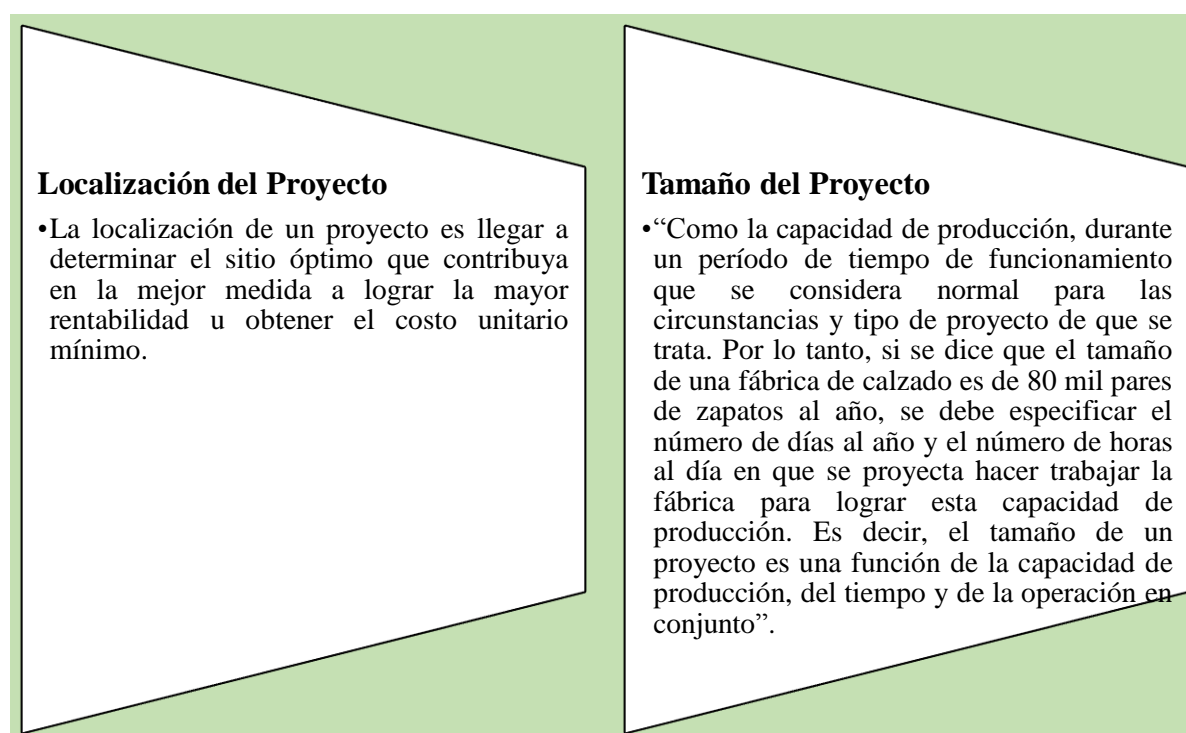 Localización del Proyecto
•La localización de un proyecto es llegar a
determinar el sitio óptimo que contribuya
en la mejor medida a lograr la mayor
rentabilidad u obtener el costo unitario
mínimo.
Tamaño del Proyecto
•“Como la capacidad de producción, durante
un período de tiempo de funcionamiento
que se considera normal para las
circunstancias y tipo de proyecto de que se
trata. Por lo tanto, si se dice que el tamaño
de una fábrica de calzado es de 80 mil pares
de zapatos al año, se debe especificar el
número de días al año y el número de horas
al día en que se proyecta hacer trabajar la
fábrica para lograr esta capacidad de
producción. Es decir, el tamaño de un
proyecto es una función de la capacidad de
producción, del tiempo y de la operación en
conjunto”.